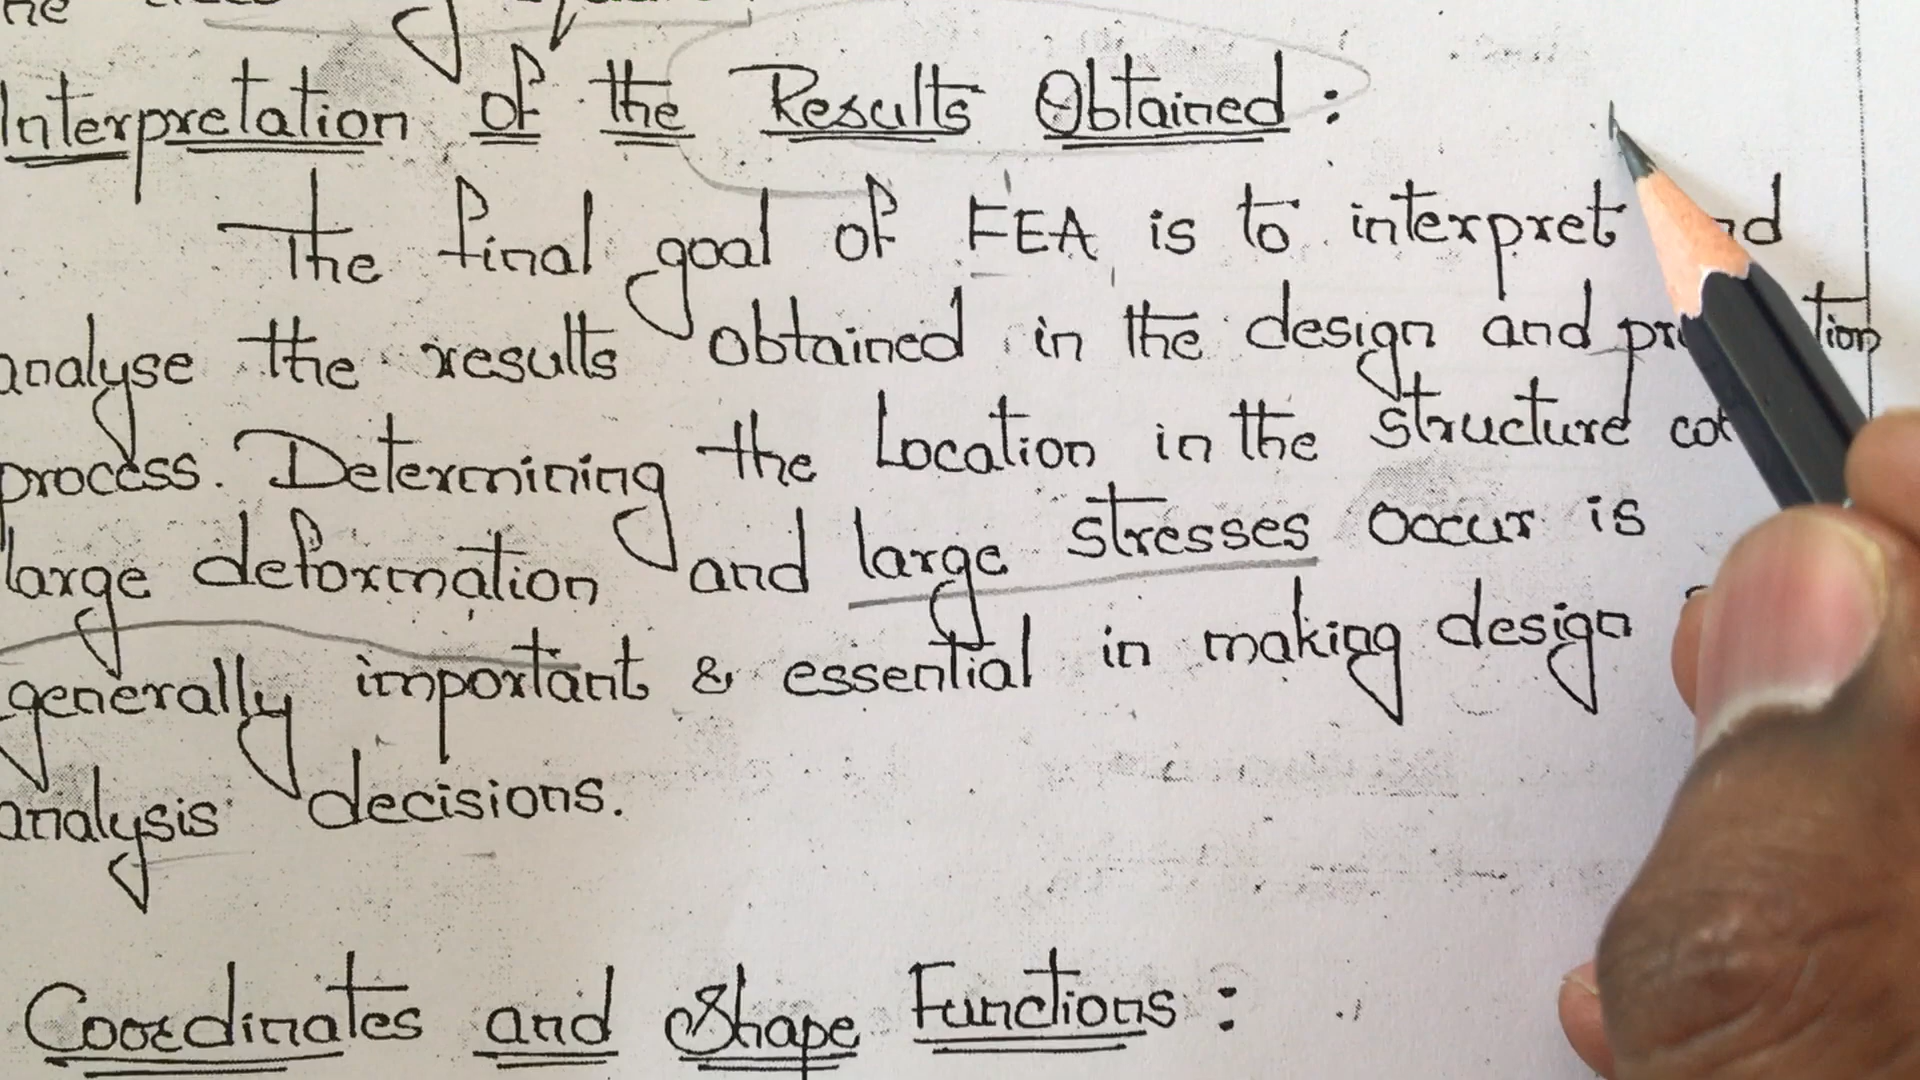 Interpretation of the Results Obtained :
The final goal of FEA is to interpret
analyse the results obtained in the design and
process. Determining the Location in the structure
large deformation and large stresses occur is
generally important & essential in making design
analysis decisions.
Coordinates and Shape Functions :